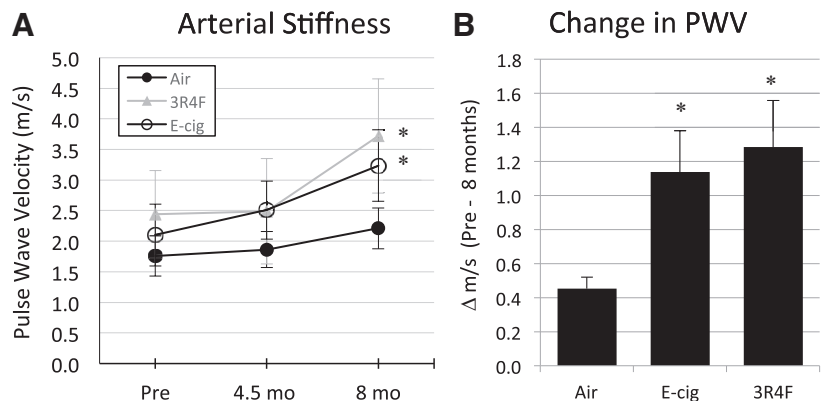 A
Arterial Stiffness
Pulse Wave Velocity (m/s)
5.0
4.5
4.0
3.5
3.0
2.5
2.0
1.5
1.0
0.5
0.0
Air
3R4F
E-cig
*
*
Pre 4.5 mo 8 mo
B
Change in PWV
Δ m/s (Pre - 8 months)
1.8
1.6
1.4
1.2
1.0
0.8
0.6
0.4
0.2
0.0
*
*
Air E-cig 3R4F